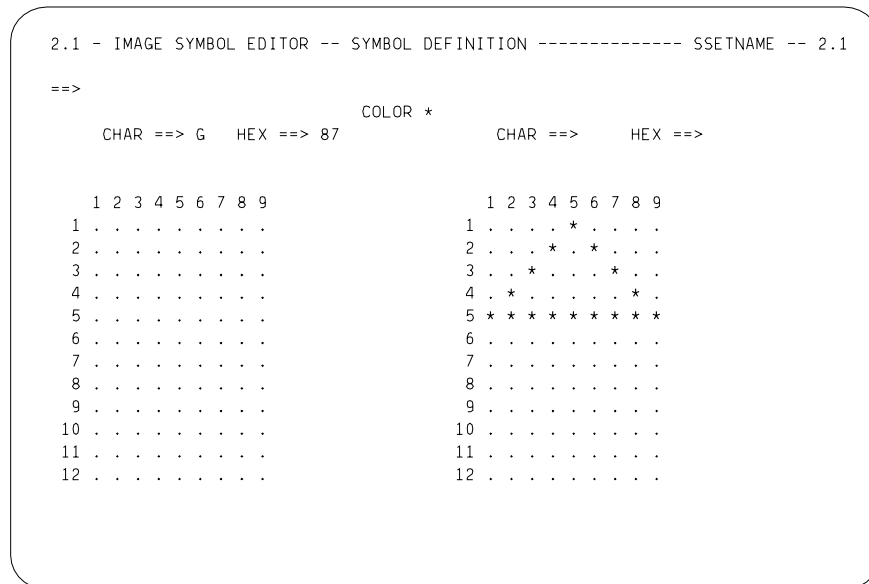 2.1 - IMAGE SYMBOL EDITOR -- SYMBOL DEFINITION -------------- SSETNAME -- 2.1
==>
COLOR *
CHAR ==> G   HEX ==> 87   CHAR ==>   HEX ==>
1 2 3 4 5 6 7 8 9   1 2 3 4 5 6 7 8 9
1 . . . . . . . . .   1 . . . . * . . . .
2 . . . . . . . . .   2 . . . * . * . . .
3 . . . . . . . . .   3 . . * . . . * . .
4 . . . . . . . . .   4 . * . . . . . * .
5 . . . . . . . . .   5 * * * * * * * * *
6 . . . . . . . . .   6 . . . . . . . . .
7 . . . . . . . . .   7 . . . . . . . . .
8 . . . . . . . . .   8 . . . . . . . . .
9 . . . . . . . . .   9 . . . . . . . . .
10 . . . . . . . . .   10 . . . . . . . . .
11 . . . . . . . . .   11 . . . . . . . . .
12 . . . . . . . . .   12 . . . . . . . . .